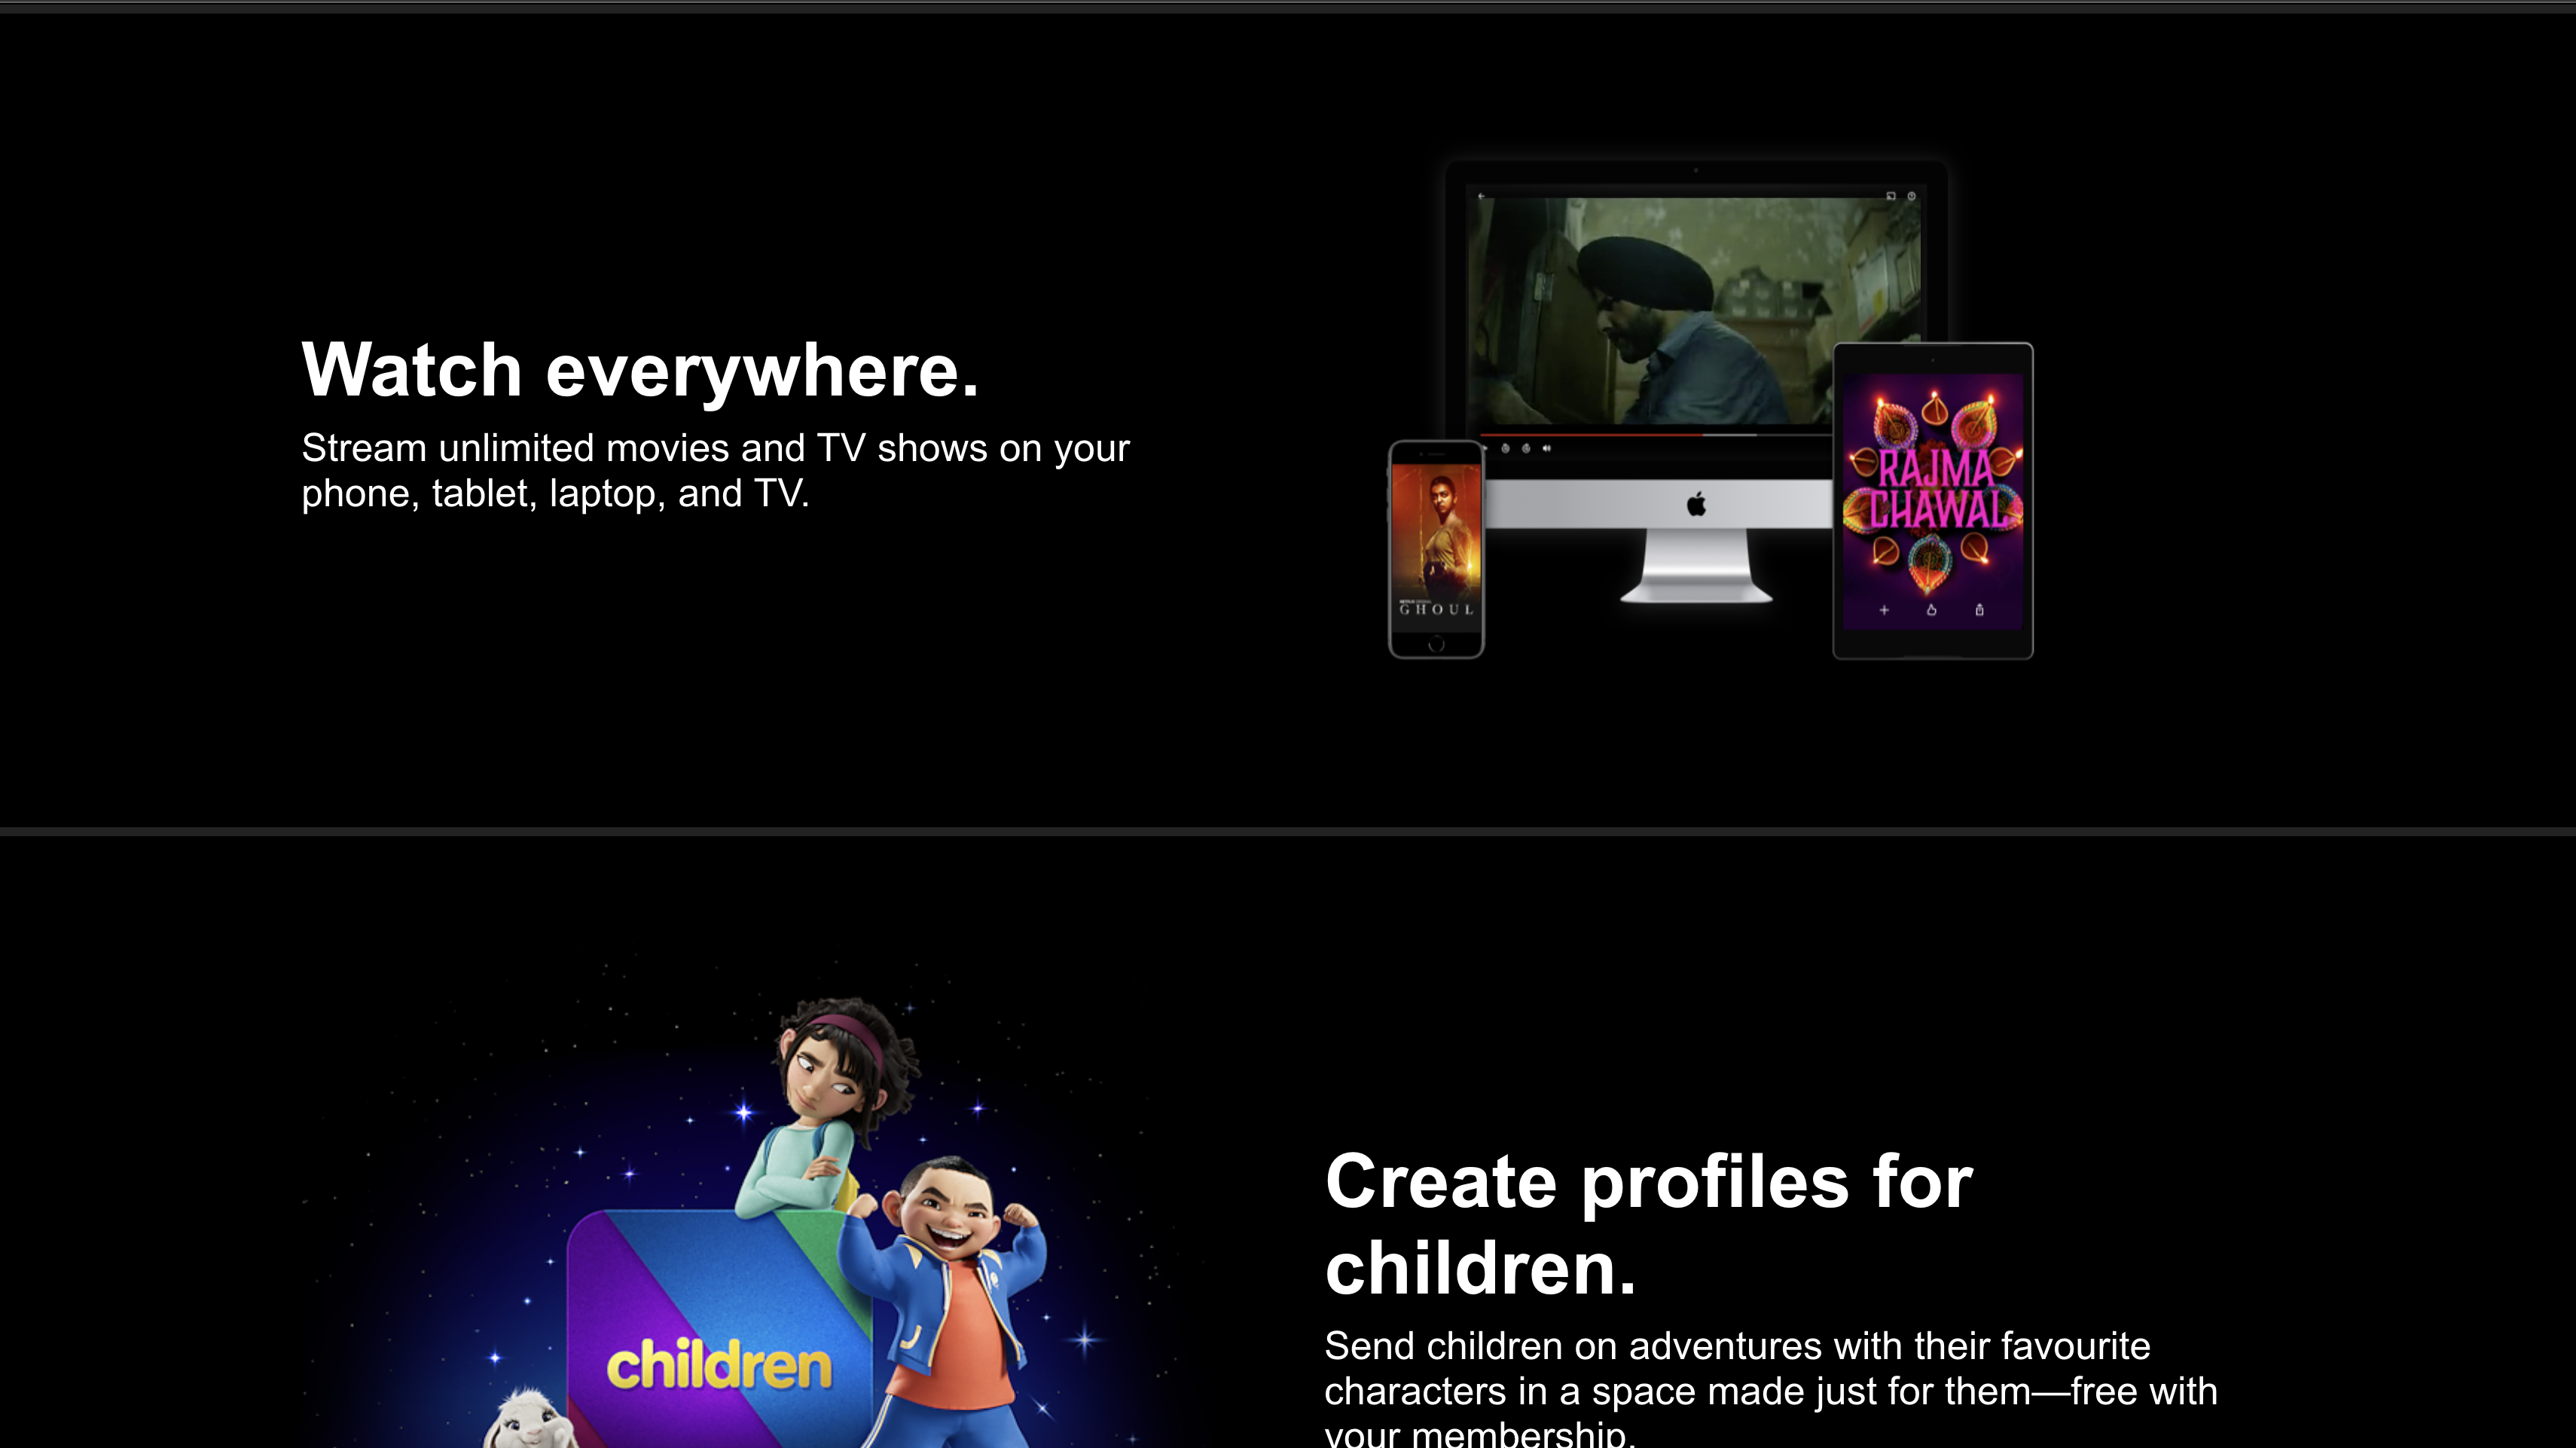 Watch everywhere.
Stream unlimited movies and TV shows on your
phone, tablet, laptop, and TV.
RAJMA
CHAWAL
GHOUL
Create profiles for
children.
Send children on adventures with their favourite
characters in a space made just for them—free with
your membership.
children